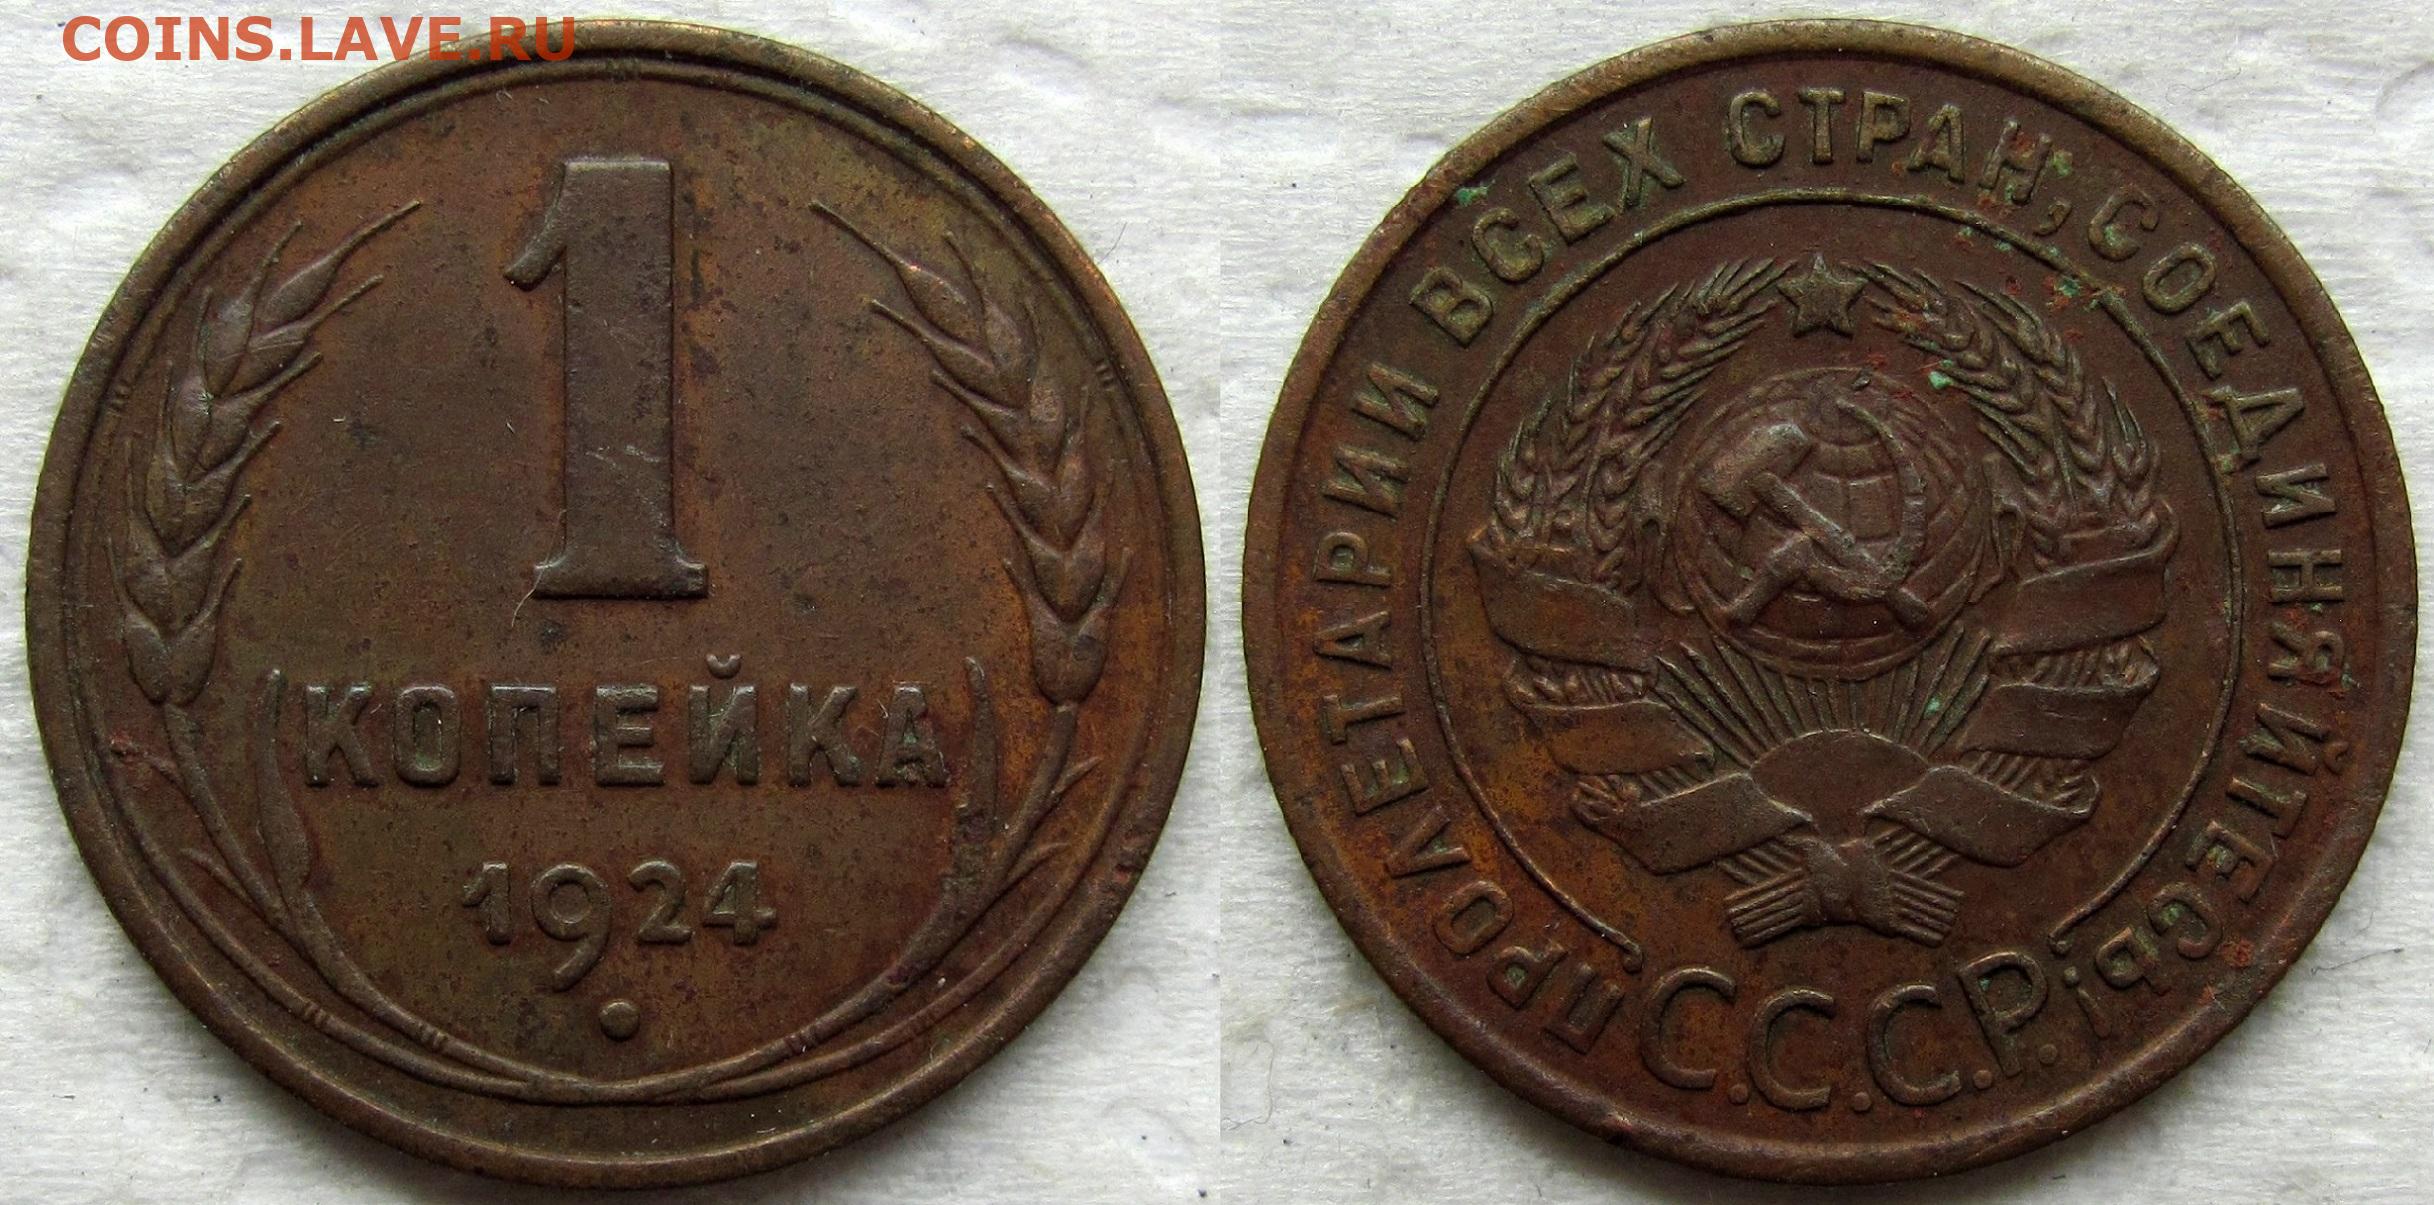 COINS.LAVE.RU
1
КОПЕЙКА
1924
ПРОЛЕТАРИИ ВСЕХ СТРАН, СОЕДИНЯЙТЕСЬ!
С.С.С.Р.